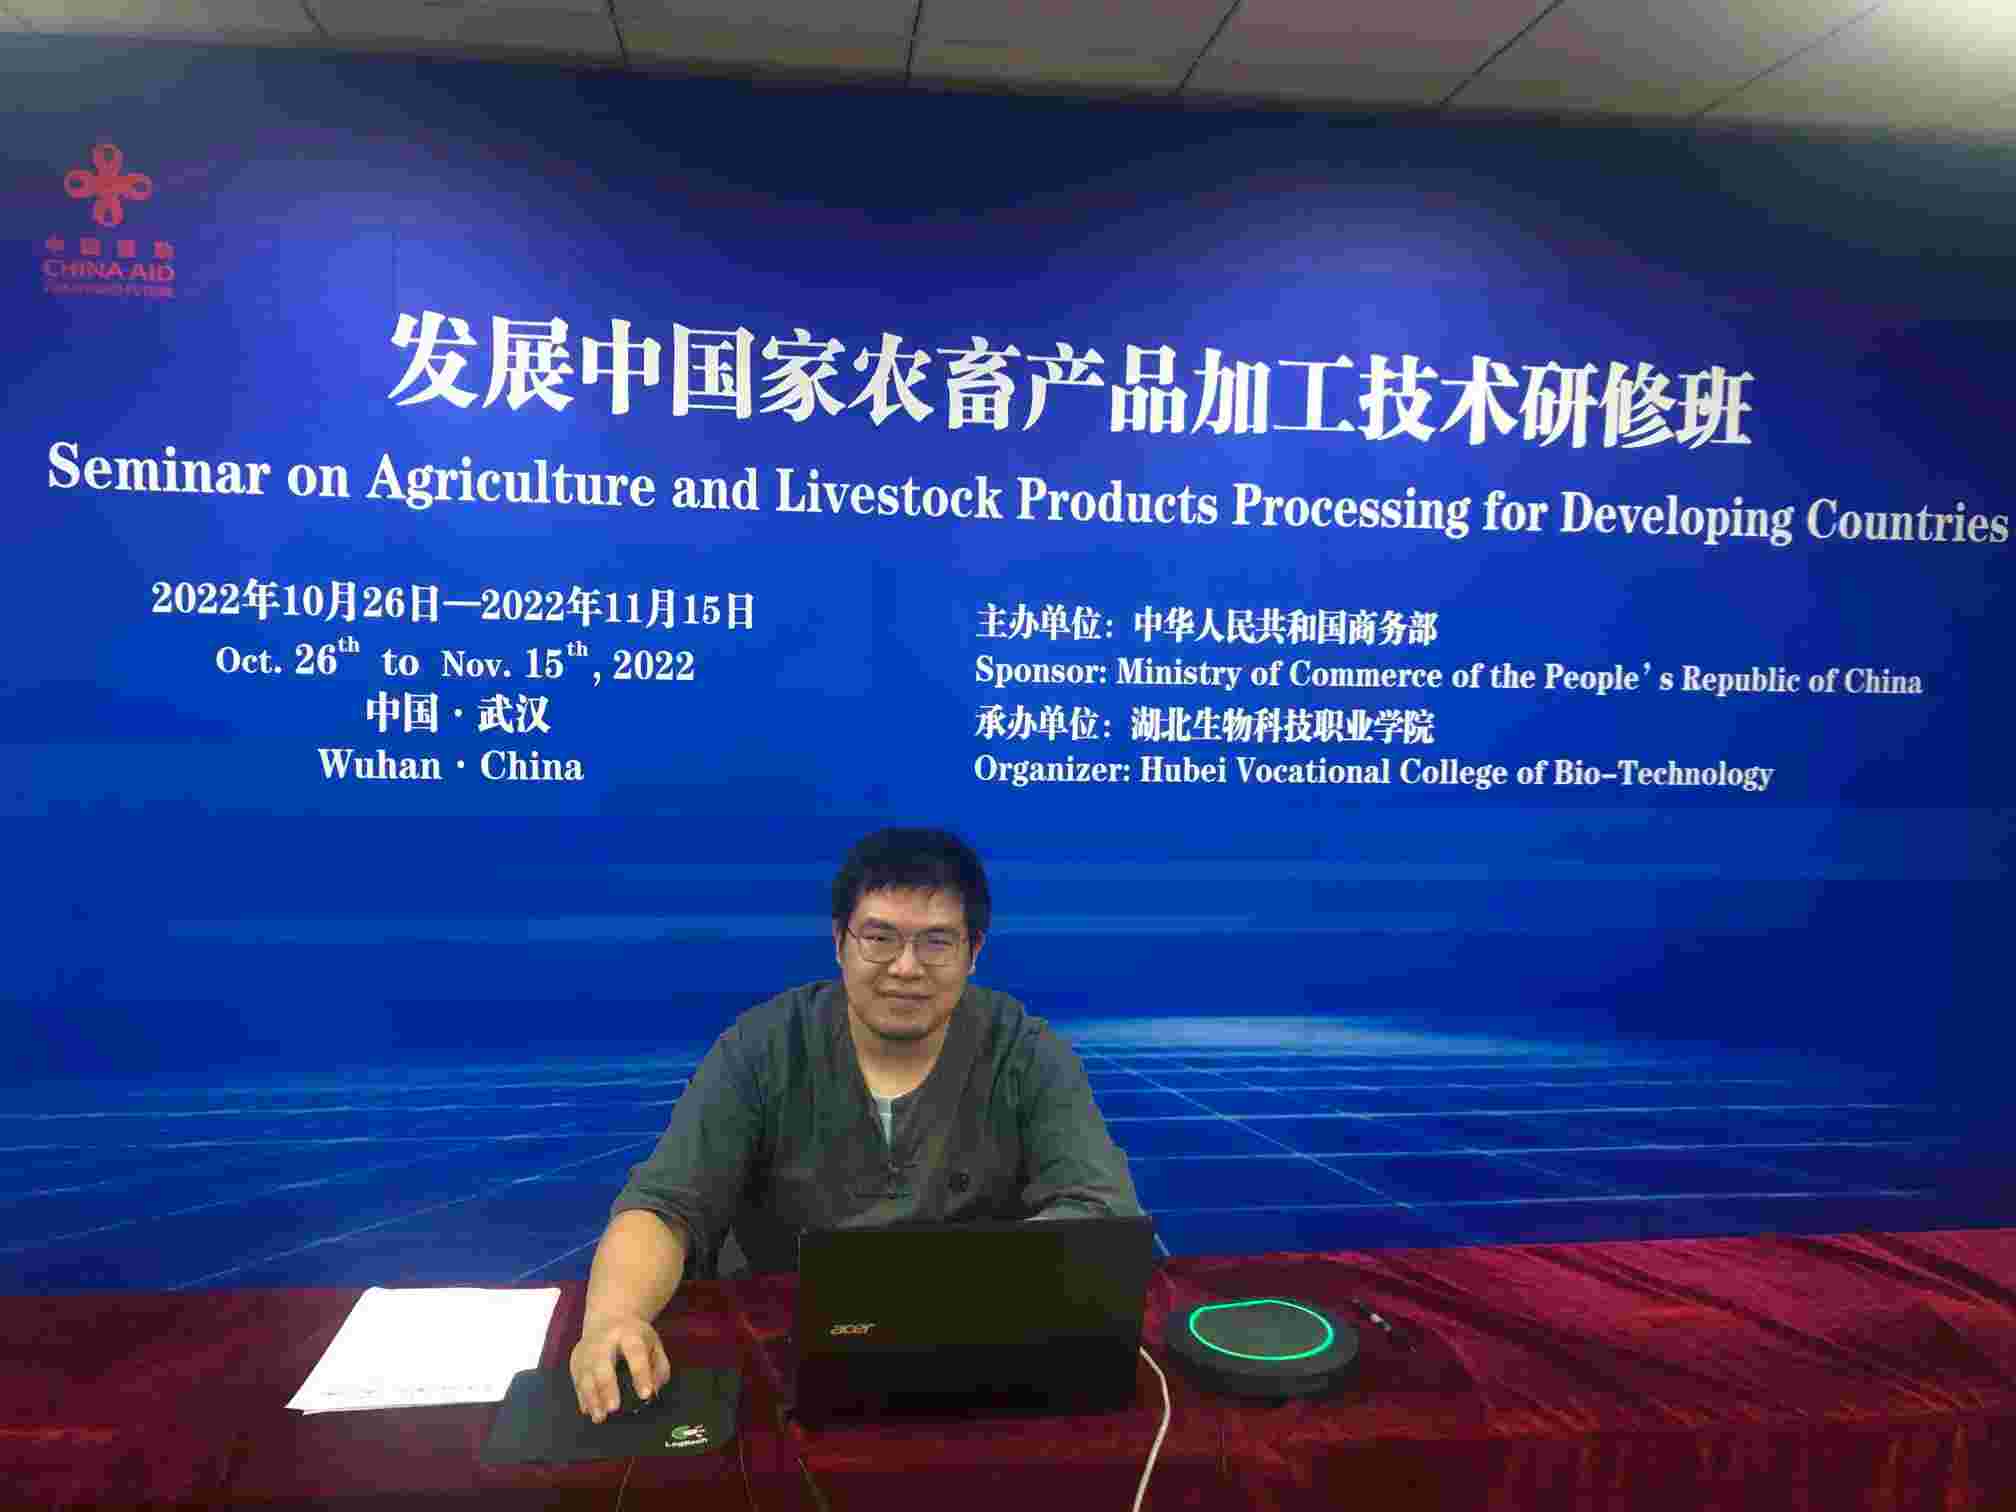 中国援助
CHINA AID
FOR SHARED FUTURE
发展中国家农畜产品加工技术研修班
Seminar on Agriculture and Livestock Products Processing for Developing Countries
2022年10月26日—2022年11月15日
Oct. 26th to Nov. 15th, 2022
中国·武汉
Wuhan·China
主办单位：中华人民共和国商务部
Sponsor: Ministry of Commerce of the People’s Republic of China
承办单位：湖北生物科技职业学院
Organizer: Hubei Vocational College of Bio-Technology
acer
Logitech